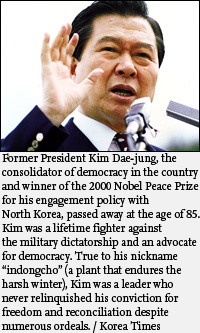 Former President Kim Dae-jung, the
consolidator of democracy in the country
and winner of the 2000 Nobel Peace Prize
for his engagement policy with
North Korea, passed away at the age of 85.
Kim was a lifetime fighter against
the military dictatorship and an advocate
for democracy. True to his nickname
“indongcho” (a plant that endures the
harsh winter), Kim was a leader who
never relinquished his conviction for
freedom and reconciliation despite
numerous ordeals. / Korea Times